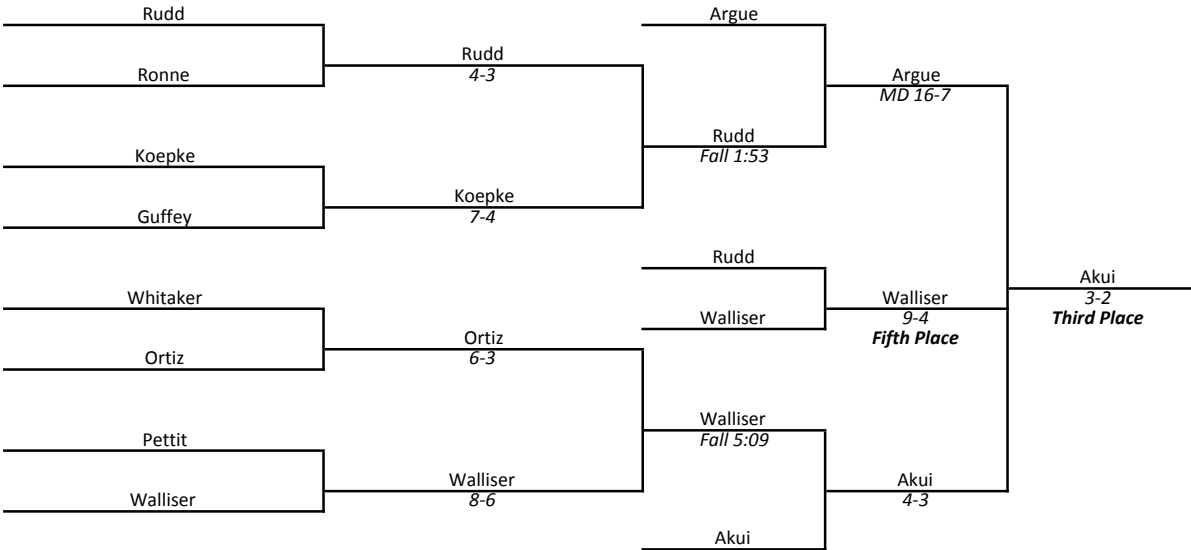 Rudd
Argue
Rudd
4-3
Ronne
Argue
MD 16-7
Rudd
Fall 1:53
Koepke
Koepke
7-4
Guffey
Rudd
Akui
3-2
Third Place
Whitaker
Walliser
9-4
Fifth Place
Walliser
Ortiz
6-3
Ortiz
Walliser
Fall 5:09
Pettit
Walliser
8-6
Akui
4-3
Walliser
Akui